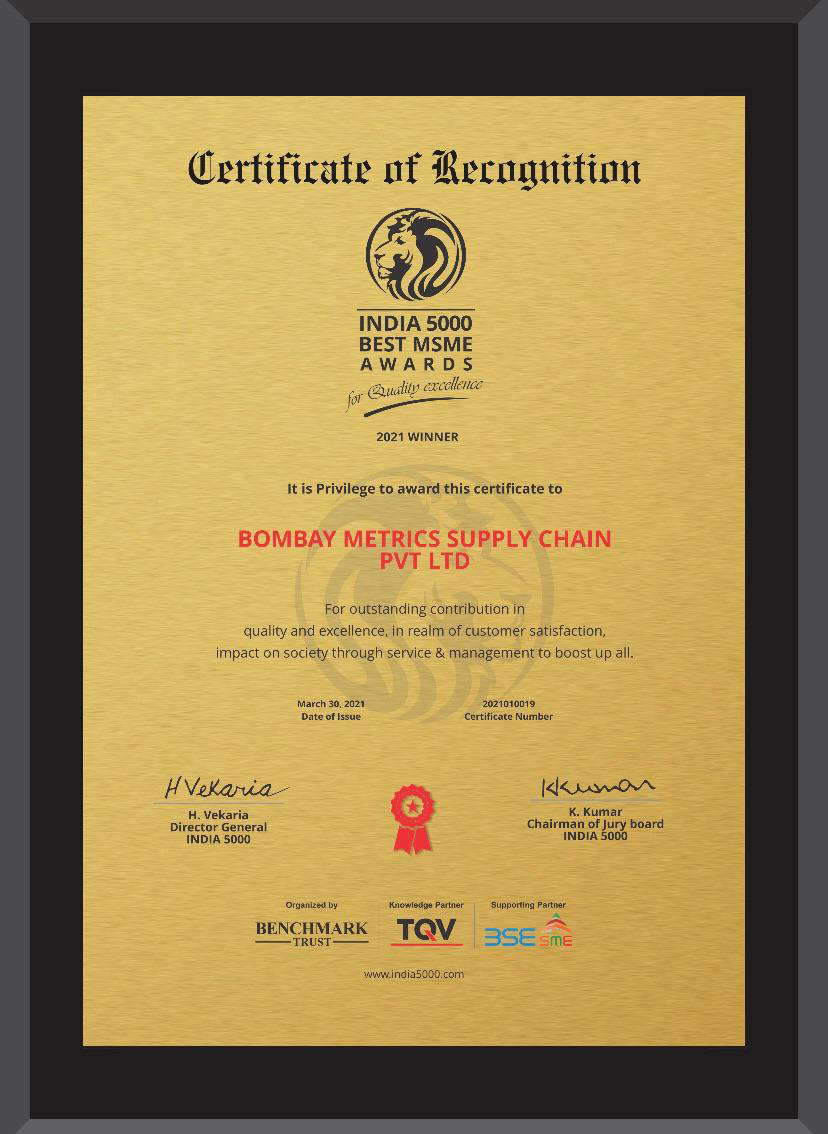 Certificate of Recognition
INDIA 5000
BEST MSME
AWARDS
for Quality excellence
2021 WINNER
It is Privilege to award this certificate to
BOMBAY METRICS SUPPLY CHAIN
PVT LTD
For outstanding contribution in
quality and excellence, in realm of customer satisfaction,
impact on society through service & management to boost up all.
March 30, 2021
Date of Issue
2021010019
Certificate Number
H Vekaria
H. Vekaria
Director General
INDIA 5000
K Kumar
K. Kumar
Chairman of Jury board
INDIA 5000
Organized by
BENCHMARK
TRUST
Knowledge Partner
TQV
Supporting Partner
BSE SME
www.india5000.com